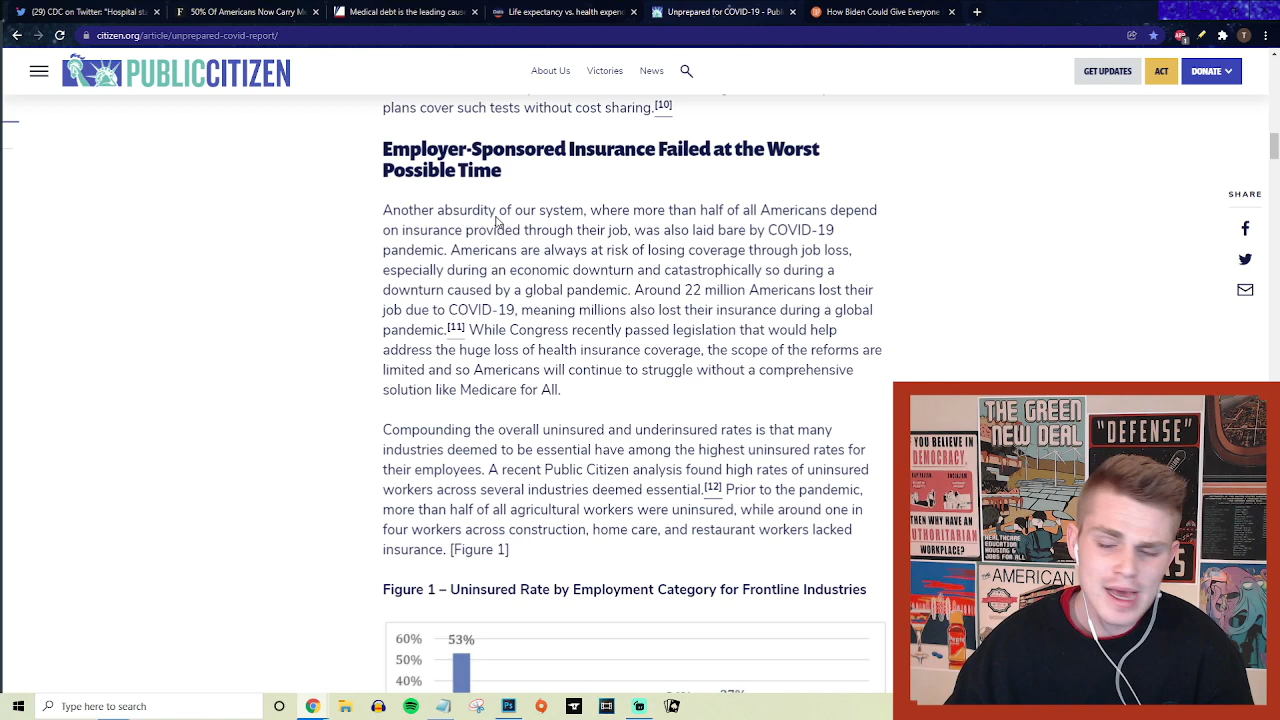 CDC on Twitter: "Hospital st
50% Of Americans Now Carry Me
Medical debt is the leading caus
Life expectancy vs. health expend
Unprepared for COVID-19 - Publ
How Biden Could Give Everyone
citizen.org/article/unprepared-covid-report/
PUBLICCITIZEN
About Us
Victories
News
GET UPDATES
ACT
DONATE
plans cover such tests without cost sharing.[10]
Employer-Sponsored Insurance Failed at the Worst
Possible Time
Another absurdity of our system, where more than half of all Americans depend
on insurance provided through their job, was also laid bare by COVID-19
pandemic. Americans are always at risk of losing coverage through job loss,
especially during an economic downturn and catastrophically so during a
downturn caused by a global pandemic. Around 22 million Americans lost their
job due to COVID-19, meaning millions also lost their insurance during a global
pandemic.[11] While Congress recently passed legislation that would help
address the huge loss of health insurance coverage, the scope of the reforms are
limited and so Americans will continue to struggle without a comprehensive
solution like Medicare for All.
Compounding the overall uninsured and underinsured rates is that many
industries deemed to be essential have among the highest uninsured rates for
their employees. A recent Public Citizen analysis found high rates of uninsured
workers across several industries deemed essential.[12] Prior to the pandemic,
more than half of all agricultural workers were uninsured, while around one in
four workers across construction, home care, and restaurant workers lacked
insurance. [Figure 1]
Figure 1 – Uninsured Rate by Employment Category for Frontline Industries
60%
53%
50%
40%
SHARE
THE GREEN
NEW DEAL
HEALTHCARE
EDUCATION
HOUSING &
JOBS FOR ALL
"DEFENSE"
YOU BELIEVE IN
DEMOCRACY.
THEN WHY HAVE AN
AUTHORITARIAN
WORKPLACE?
AMERICAN
Type here to search